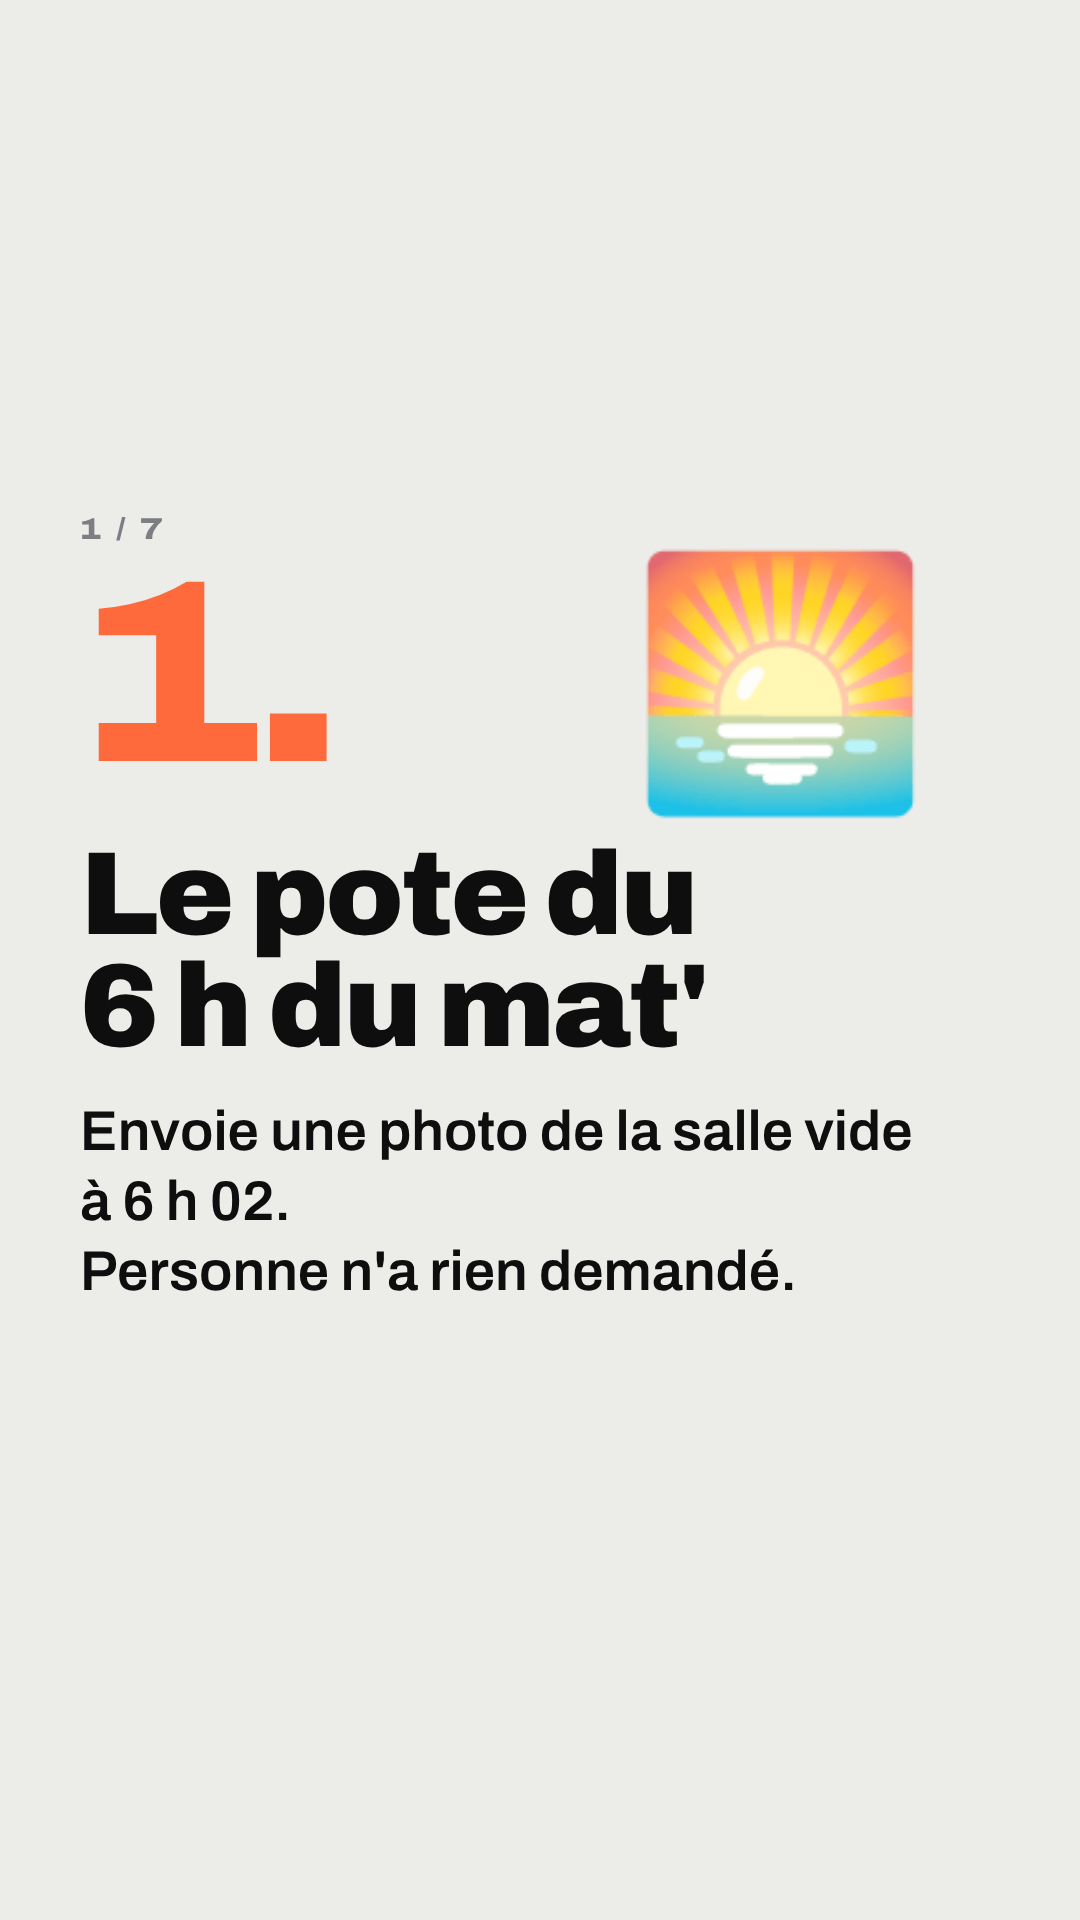 1 / 7
1.
Le pote du
6 h du mat'
Envoie une photo de la salle vide
à 6 h 02.
Personne n'a rien demandé.